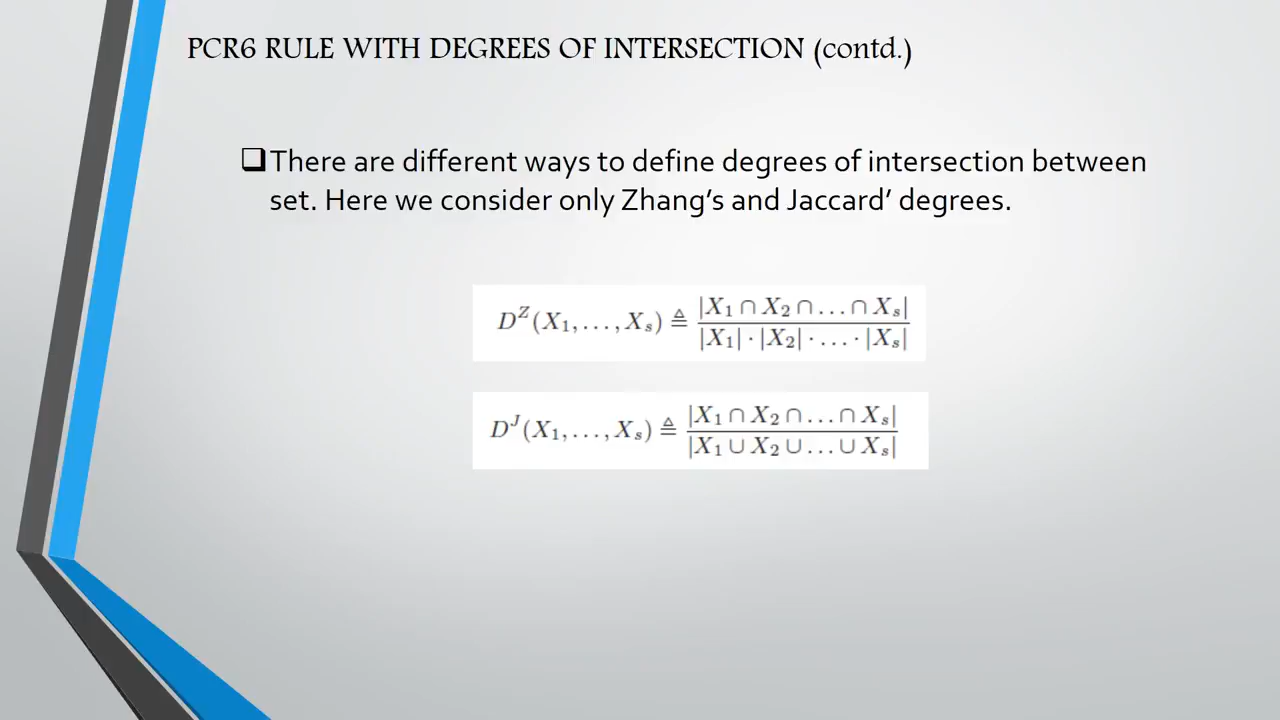 PCR6 RULE WITH DEGREES OF INTERSECTION (contd.)
❑There are different ways to define degrees of intersection between
set. Here we consider only Zhang’s and Jaccard’ degrees.
D^Z(X_1, . . . , X_s) ≜ |X_1 ∩ X_2 ∩ . . . ∩ X_s| / |X_1| · |X_2| · . . . · |X_s|
D^J(X_1, . . . , X_s) ≜ |X_1 ∩ X_2 ∩ . . . ∩ X_s| / |X_1 ∪ X_2 ∪ . . . ∪ X_s|